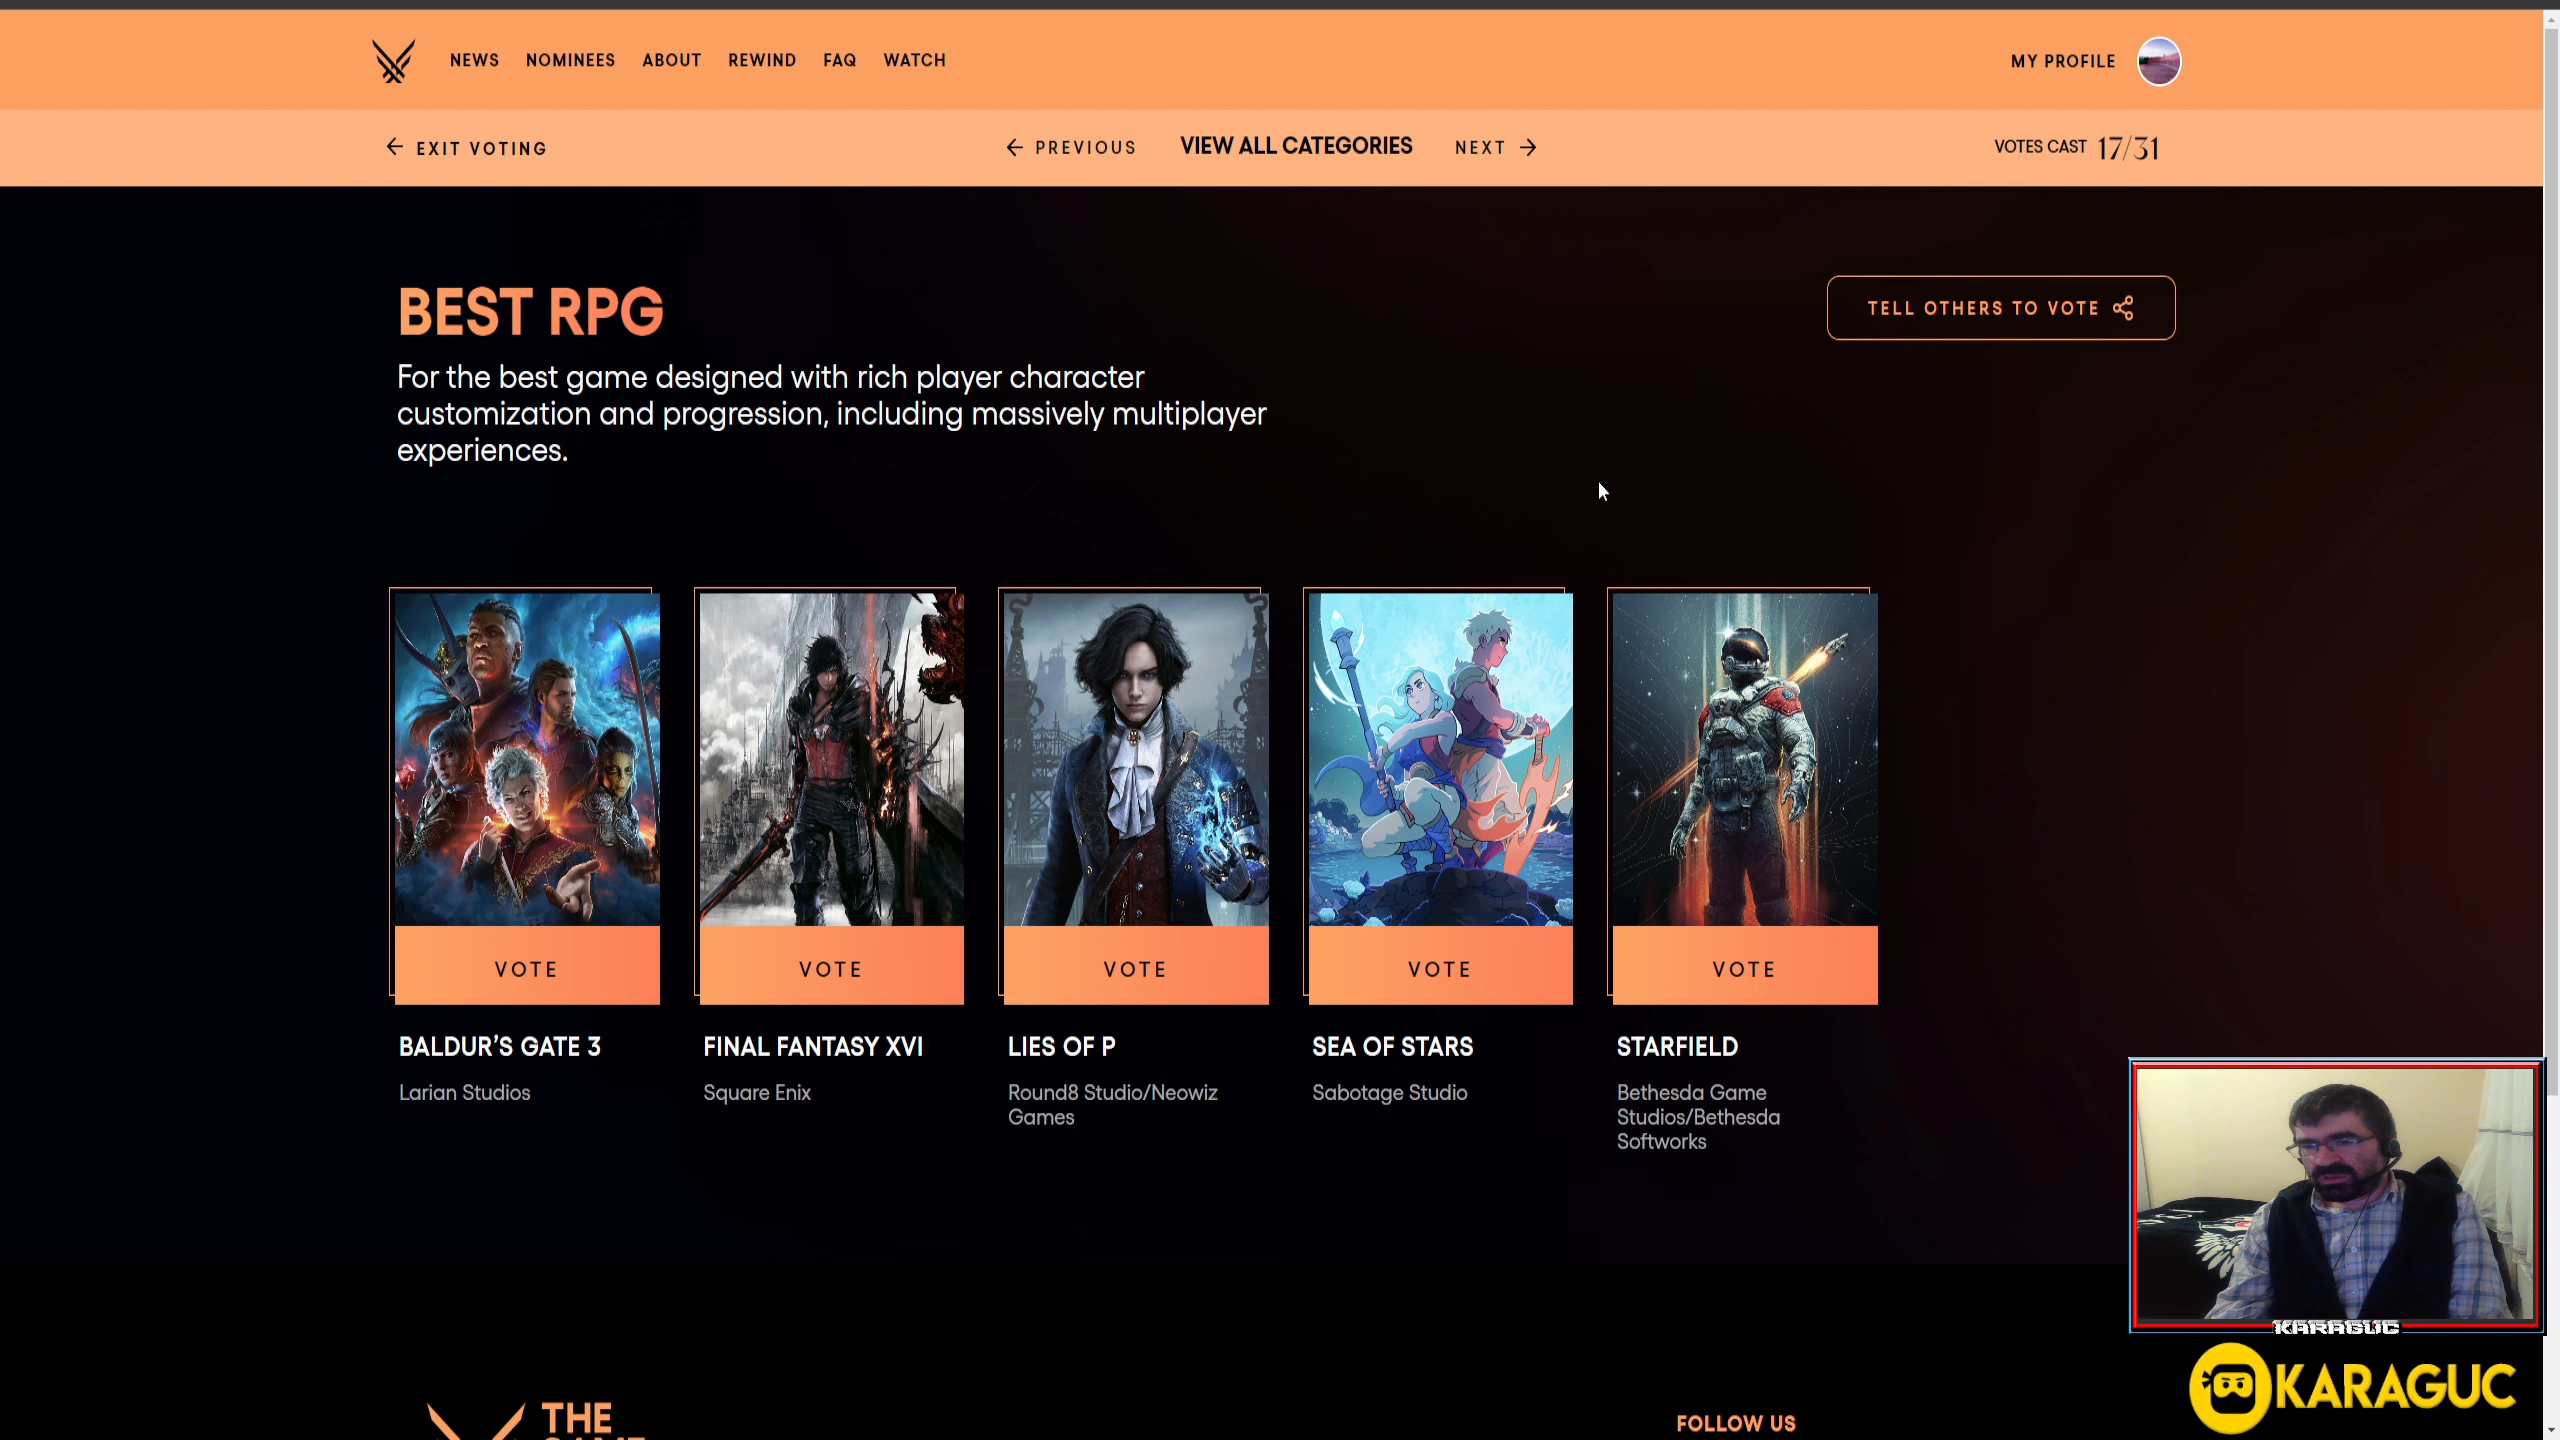 NEWS NOMINEES ABOUT REWIND FAQ WATCH
MY PROFILE
EXIT VOTING
PREVIOUS VIEW ALL CATEGORIES NEXT
VOTES CAST 17/31
BEST RPG
TELL OTHERS TO VOTE
For the best game designed with rich player character
customization and progression, including massively multiplayer
experiences.
VOTE VOTE VOTE VOTE VOTE
BALDUR’S GATE 3
Larian Studios
FINAL FANTASY XVI
Square Enix
LIES OF P
Round8 Studio/Neowiz
Games
SEA OF STARS
Sabotage Studio
STARFIELD
Bethesda Game
Studios/Bethesda
Softworks
KARAGUC
KARAGUC
THE
FOLLOW US